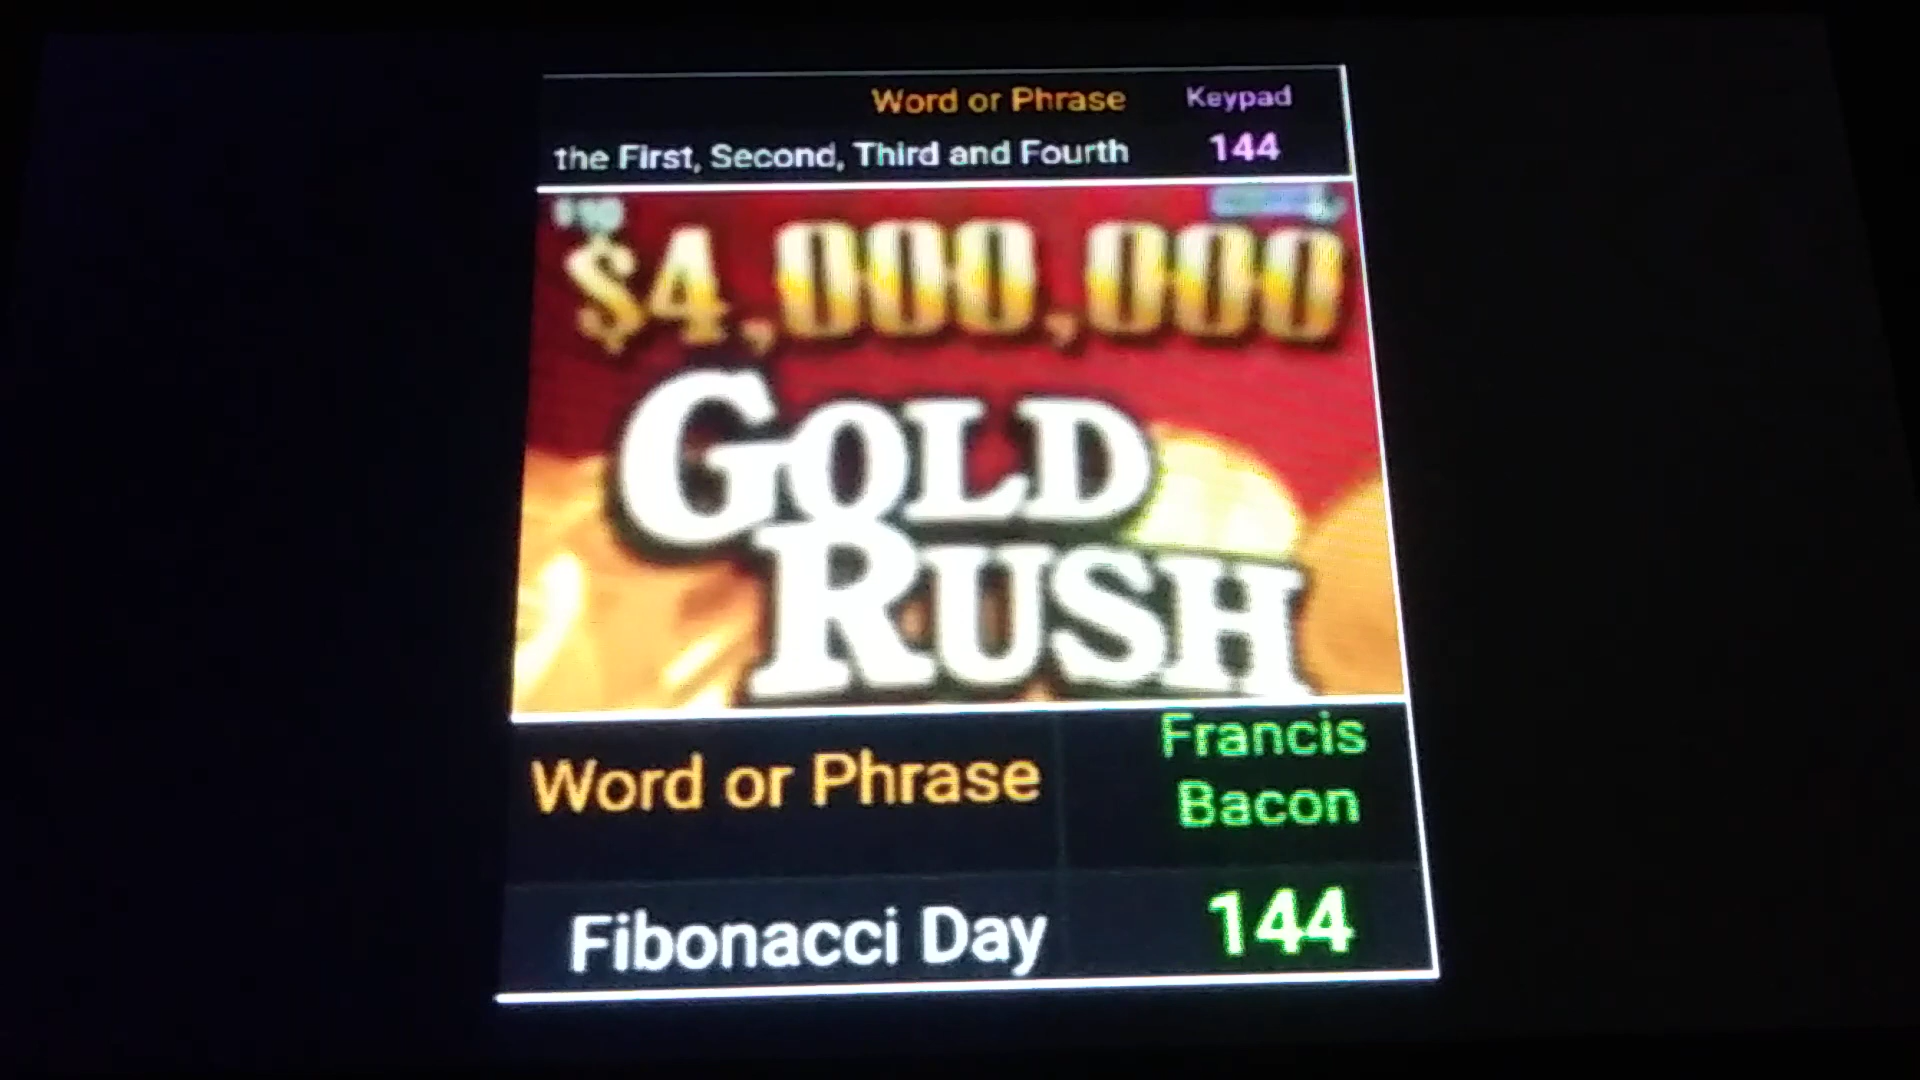 Word or Phrase Keypad
the First, Second, Third and Fourth 144
$10
$4,000,000
GOLD
RUSH
Word or Phrase Francis
Bacon
Fibonacci Day 144